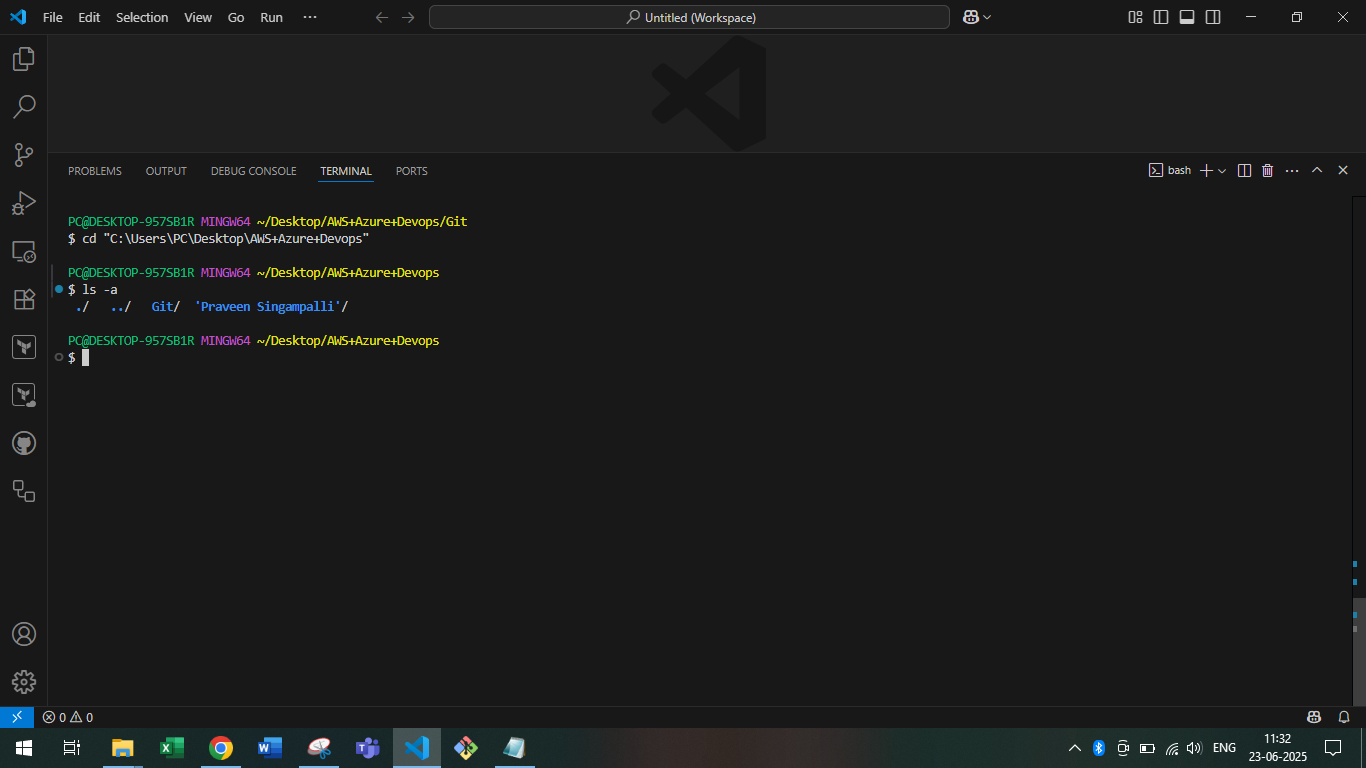 File Edit Selection View Go Run ···
Untitled (Workspace)
PROBLEMS OUTPUT DEBUG CONSOLE TERMINAL PORTS
bash
PC@DESKTOP-957SB1R MINGW64 ~/Desktop/AWS+Azure+Devops/Git
$ cd "C:\Users\PC\Desktop\AWS+Azure+Devops"
PC@DESKTOP-957SB1R MINGW64 ~/Desktop/AWS+Azure+Devops
$ ls -a
./ ../ Git/ 'Praveen Singampalli'/
PC@DESKTOP-957SB1R MINGW64 ~/Desktop/AWS+Azure+Devops
$
0 0
ENG
11:32
23-06-2025